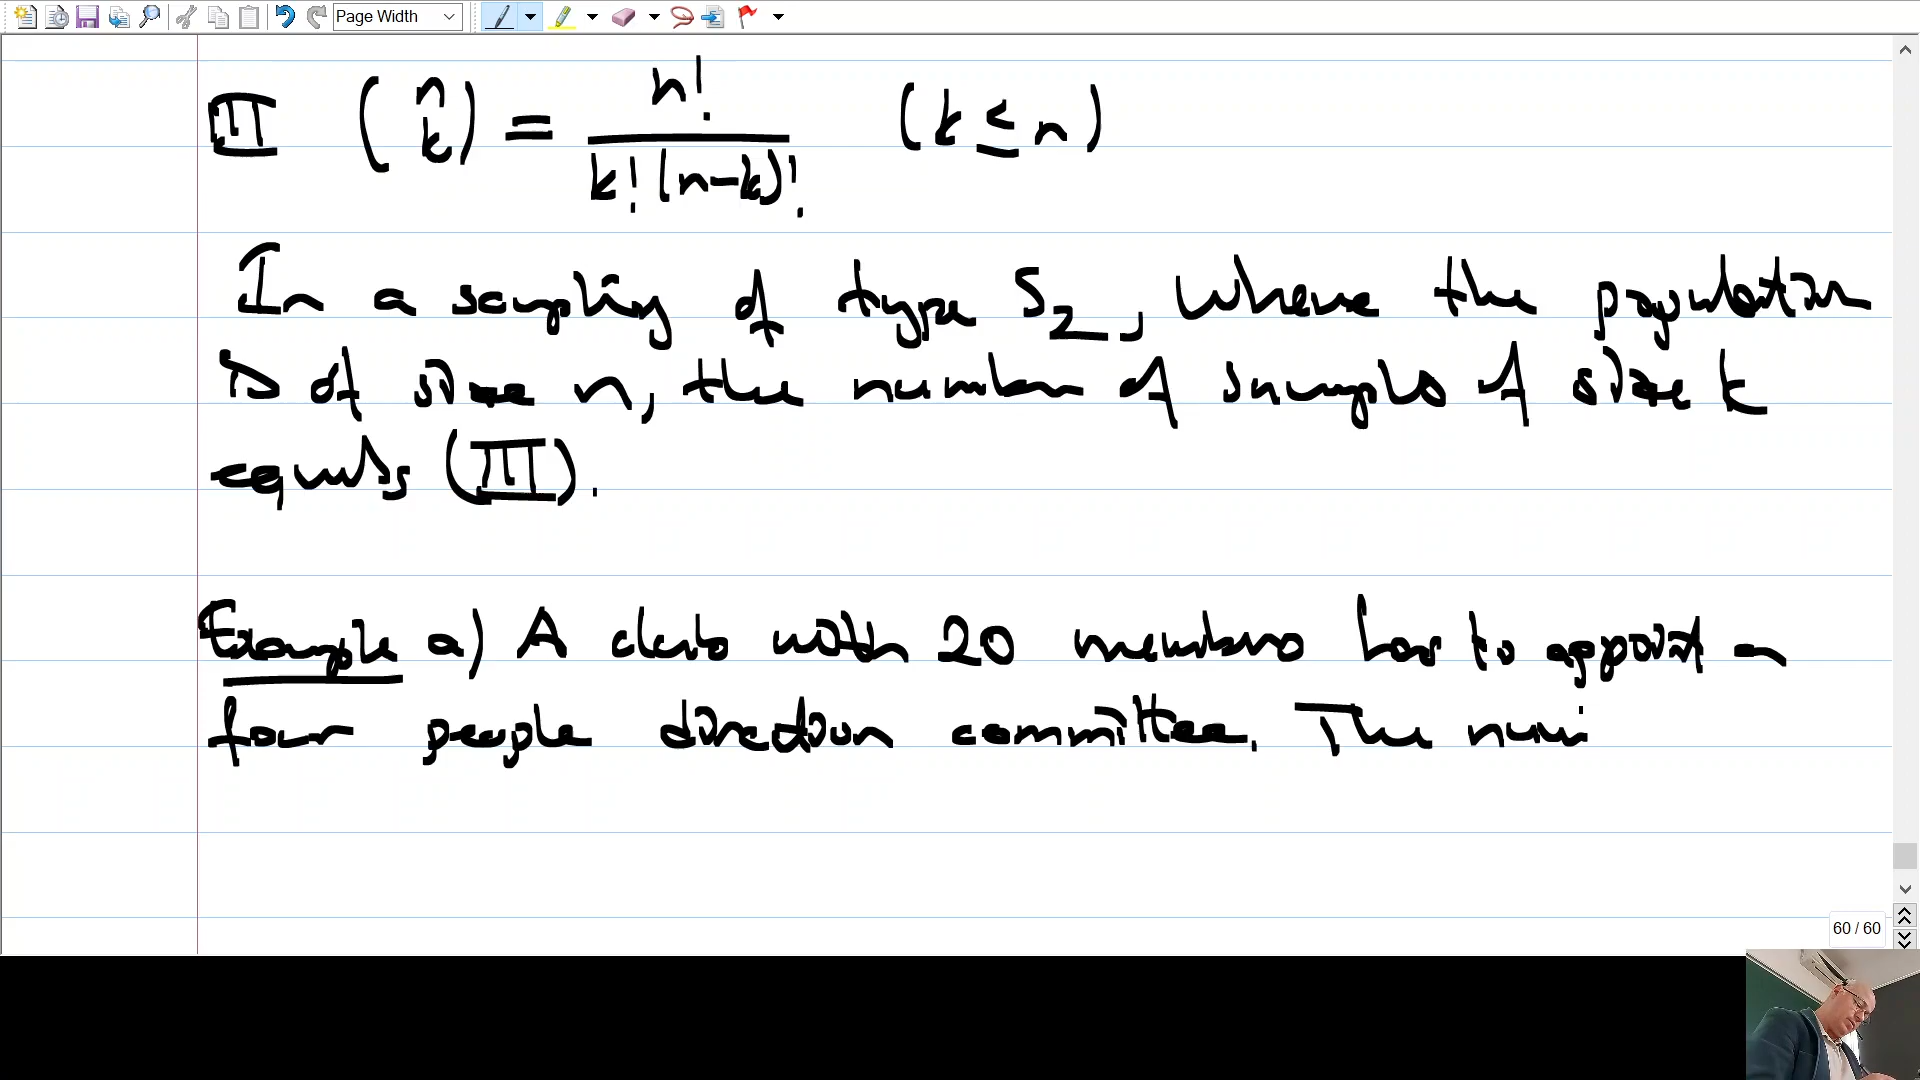 Page Width
III (n k) = n! / k!(n-k)! (k ≤ n)
In a sampling of type S2, where the population
is of size n, the number of samples of size k
equals (III).
Example a) A club with 20 members has to appoint a
four people direction committee. The num
60 / 60